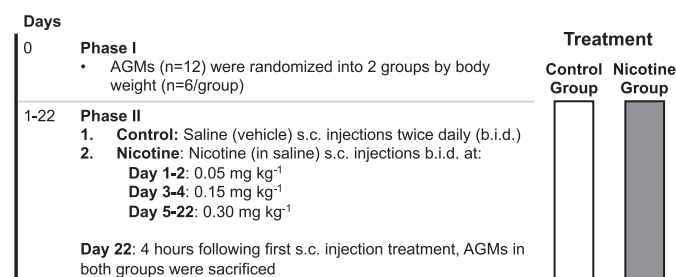 Days
0
Phase I
• AGMs (n=12) were randomized into 2 groups by body
weight (n=6/group)
Treatment
Control Group
Nicotine Group
1-22
Phase II
1. Control: Saline (vehicle) s.c. injections twice daily (b.i.d.)
2. Nicotine: Nicotine (in saline) s.c. injections b.i.d. at:
Day 1-2: 0.05 mg kg⁻¹
Day 3-4: 0.15 mg kg⁻¹
Day 5-22: 0.30 mg kg⁻¹
Day 22: 4 hours following first s.c. injection treatment, AGMs in
both groups were sacrificed